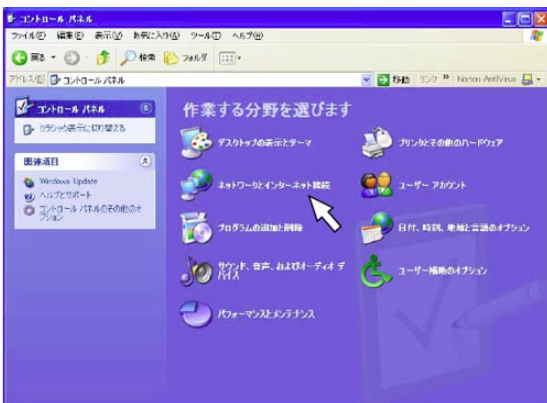 コントロール パネル
ファイル(F) 編集(E) 表示(V) お気に入り(A) ツール(T) ヘルプ(H)
戻る 検索 フォルダ
アドレス(D) コントロール パネル 移動 リンク » Norton AntiVirus
コントロール パネル
クラシック表示に切り替える
関連項目
Windows Update
ヘルプとサポート
コントロール パネルのその他のオプション
作業する分野を選びます
デスクトップの表示とテーマ
プリンタとその他のハードウェア
ネットワークとインターネット接続
ユーザー アカウント
プログラムの追加と削除
日付、時刻、地域と言語のオプション
サウンド、音声、およびオーディオ デ
バイス
ユーザー補助のオプション
パフォーマンスとメンテナンス